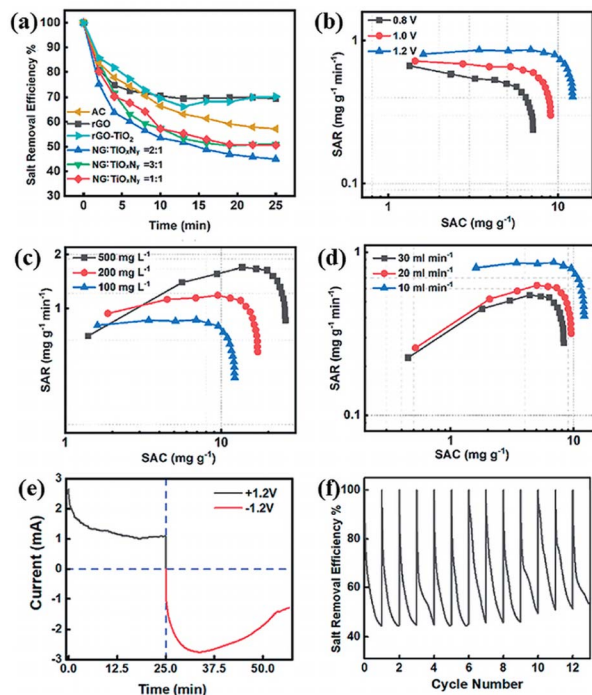 (a)
Salt Removal Efficiency %
100
90
80
70
60
50
40
30
AC
rGO
rGO-TiO₂
NG:TiOₓNᵧ =2:1
NG:TiOₓNᵧ =3:1
NG:TiOₓNᵧ =1:1
0 5 10 15 20 25
Time (min)
(b)
SAR (mg g⁻¹ min⁻¹)
1
0.1
0.8 V
1.0 V
1.2 V
1 10
SAC (mg g⁻¹)
(c)
SAR (mg g⁻¹ min⁻¹)
2
1
500 mg L⁻¹
200 mg L⁻¹
100 mg L⁻¹
1 10
SAC (mg g⁻¹)
(d)
SAR (mg g⁻¹ min⁻¹)
1
0.1
30 ml min⁻¹
20 ml min⁻¹
10 ml min⁻¹
1 10
SAC (mg g⁻¹)
(e)
Current (mA)
3
2
1
0
-1
-2
-3
+1.2V
-1.2V
0.0 12.5 25.0 37.5 50.0
Time (min)
(f)
Salt Removal Efficiency %
100
80
60
40
0 2 4 6 8 10 12
Cycle Number